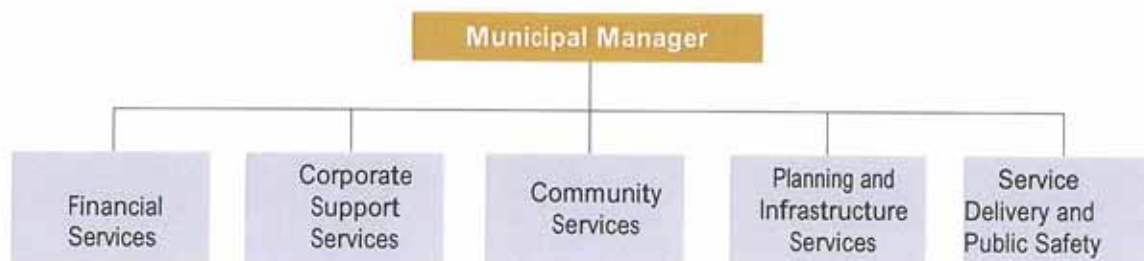 Municipal Manager
Financial
Services
Corporate
Support
Services
Community
Services
Planning and
Infrastructure
Services
Service
Delivery and
Public Safety